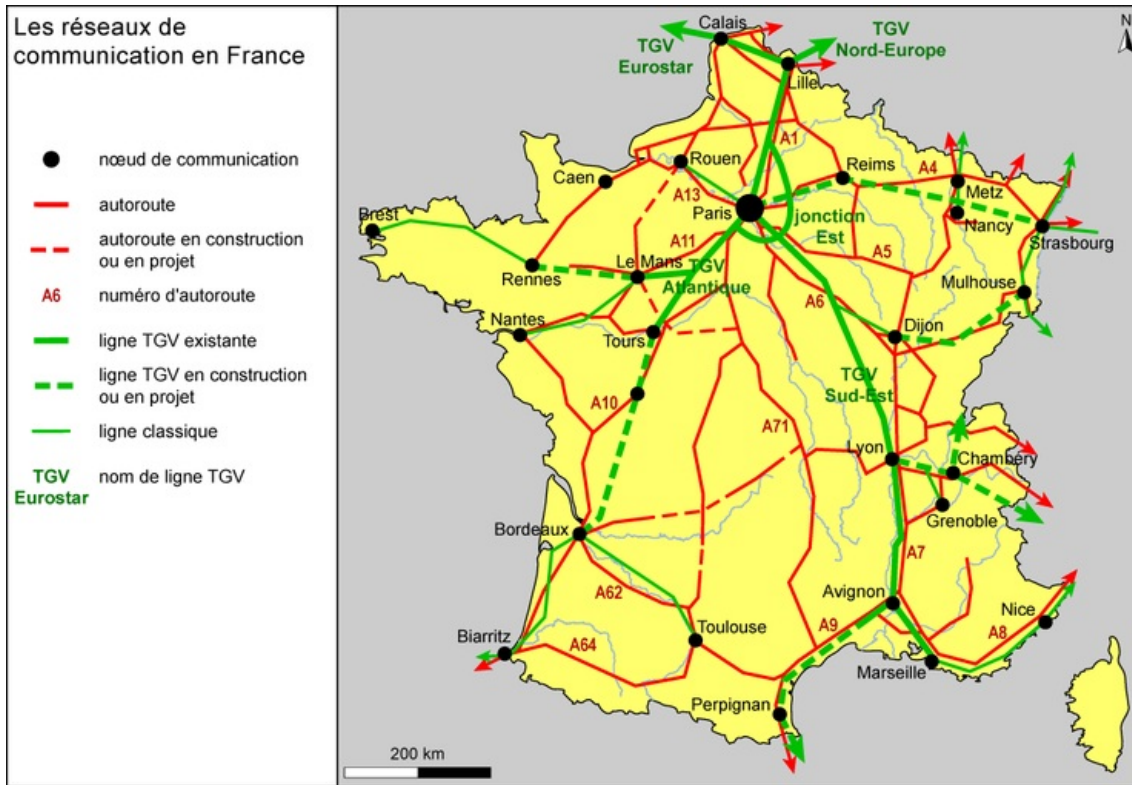 Les réseaux de
communication en France
nœud de communication
autoroute
autoroute en construction
ou en projet
A6
numéro d'autoroute
ligne TGV existante
ligne TGV en construction
ou en projet
ligne classique
TGV
Eurostar
nom de ligne TGV
N
Calais
TGV
Eurostar
TGV
Nord-Europe
Lille
A1
Rouen
Reims
A4
Caen
A13
Metz
Paris
Nancy
Brest
jonction
Est
Strasbourg
A11
A5
Le Mans
Rennes
TGV
Atlantique
Mulhouse
A6
Nantes
Dijon
Tours
TGV
Sud-Est
A10
A71
Lyon
Chambéry
Grenoble
Bordeaux
A7
A62
Avignon
Nice
Toulouse
A9
A8
Biarritz
A64
Marseille
Perpignan
200 km